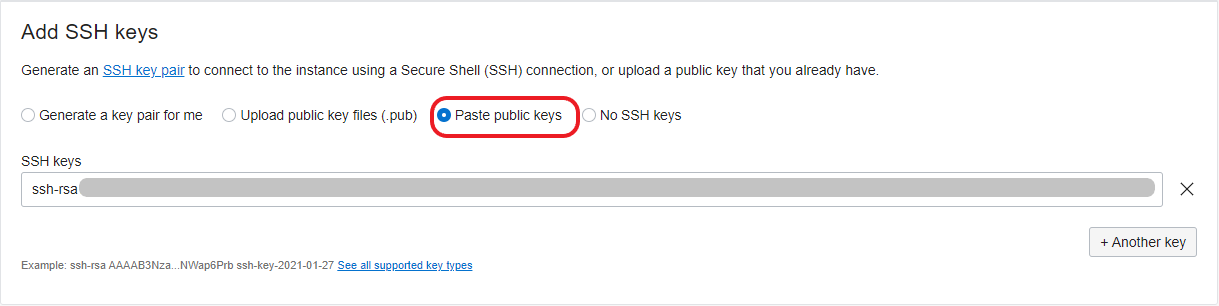 Add SSH keys
Generate an SSH key pair to connect to the instance using a Secure Shell (SSH) connection, or upload a public key that you already have.
Generate a key pair for me Upload public key files (.pub) Paste public keys No SSH keys
SSH keys
ssh-rsa
+ Another key
Example: ssh-rsa AAAAB3Nza...NWap6Prb ssh-key-2021-01-27 See all supported key types